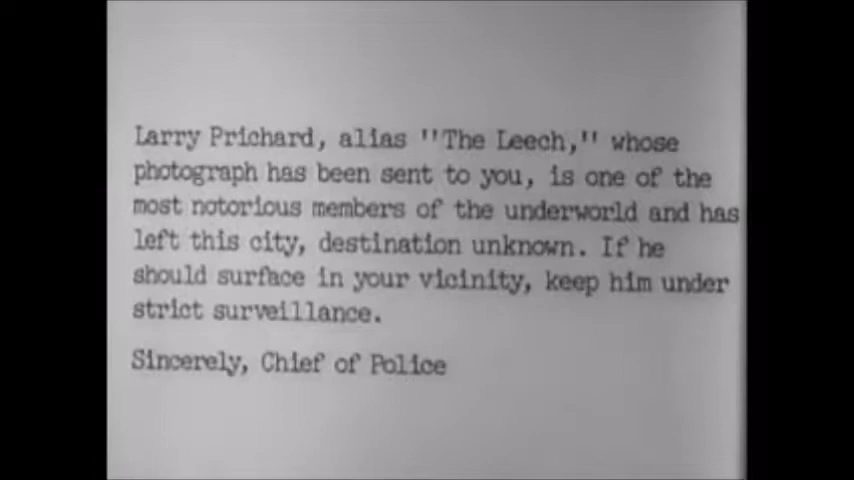 Larry Prichard, alias "The Leech," whose
photograph has been sent to you, is one of the
most notorious members of the underworld and has
left this city, destination unknown. If he
should surface in your vicinity, keep him under
strict surveillance.
Sincerely, Chief of Police